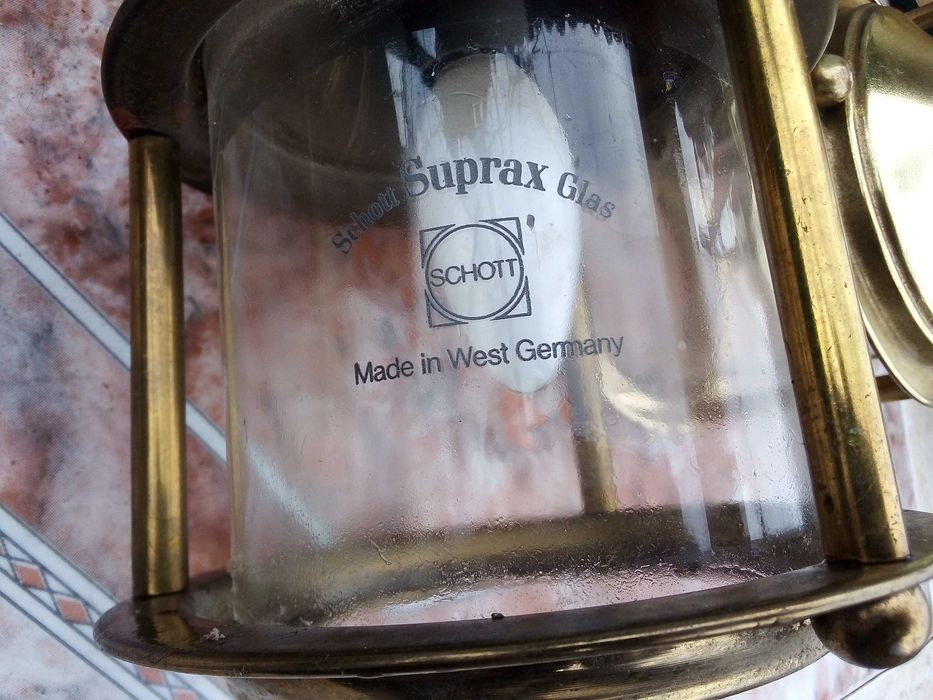 Schott Suprax Glas
SCHOTT
Made in West Germany